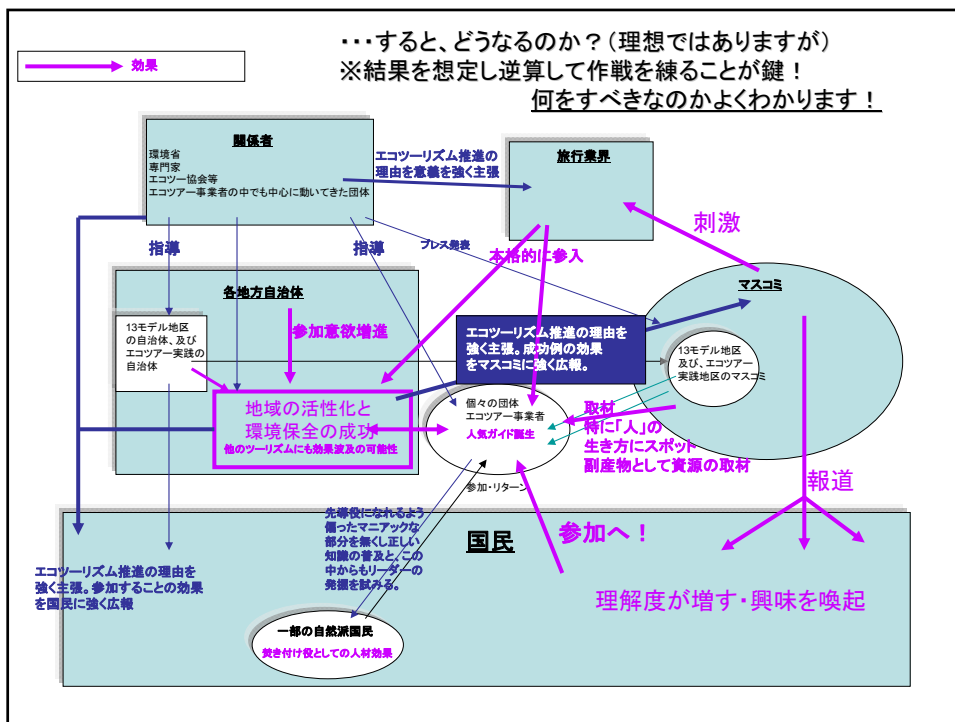 ・・・すると、どうなるのか？（理想ではありますが）
※結果を想定し逆算して作戦を練ることが鍵！
何をすべきなのかよくわかります！
効果
関係者
環境省
専門家
エコツー協会等
エコツアー事業者の中でも中心に動いてきた団体
エコツーリズム推進の
理由を意義を強く主張
旅行業界
刺激
指導
指導
プレス発表
本格的に参入
マスコミ
各地方自治体
13モデル地区
の自治体、及び
エコツアー実践の
自治体
参加意欲増進
エコツーリズム推進の理由を
強く主張。成功例の効果
をマスコミに強く広報。
13モデル地区
及び、エコツアー
実践地区のマスコミ
地域の活性化と
環境保全の成功
他のツーリズムにも効果波及の可能性
個々の団体
エコツアー事業者
人気ガイド誕生
取材
特に「人」の
生き方にスポット
副産物として資源の取材
参加・リターン
報道
先導役になれるよう
偏ったマニアックな
部分を無くし正しい
知識の普及と、この
中からもリーダーの
発掘を試みる。
国民
参加へ！
エコツーリズム推進の理由を
強く主張。参加することの効果
を国民に強く広報
理解度が増す・興味を喚起
一部の自然派国民
焚き付け役としての人材効果